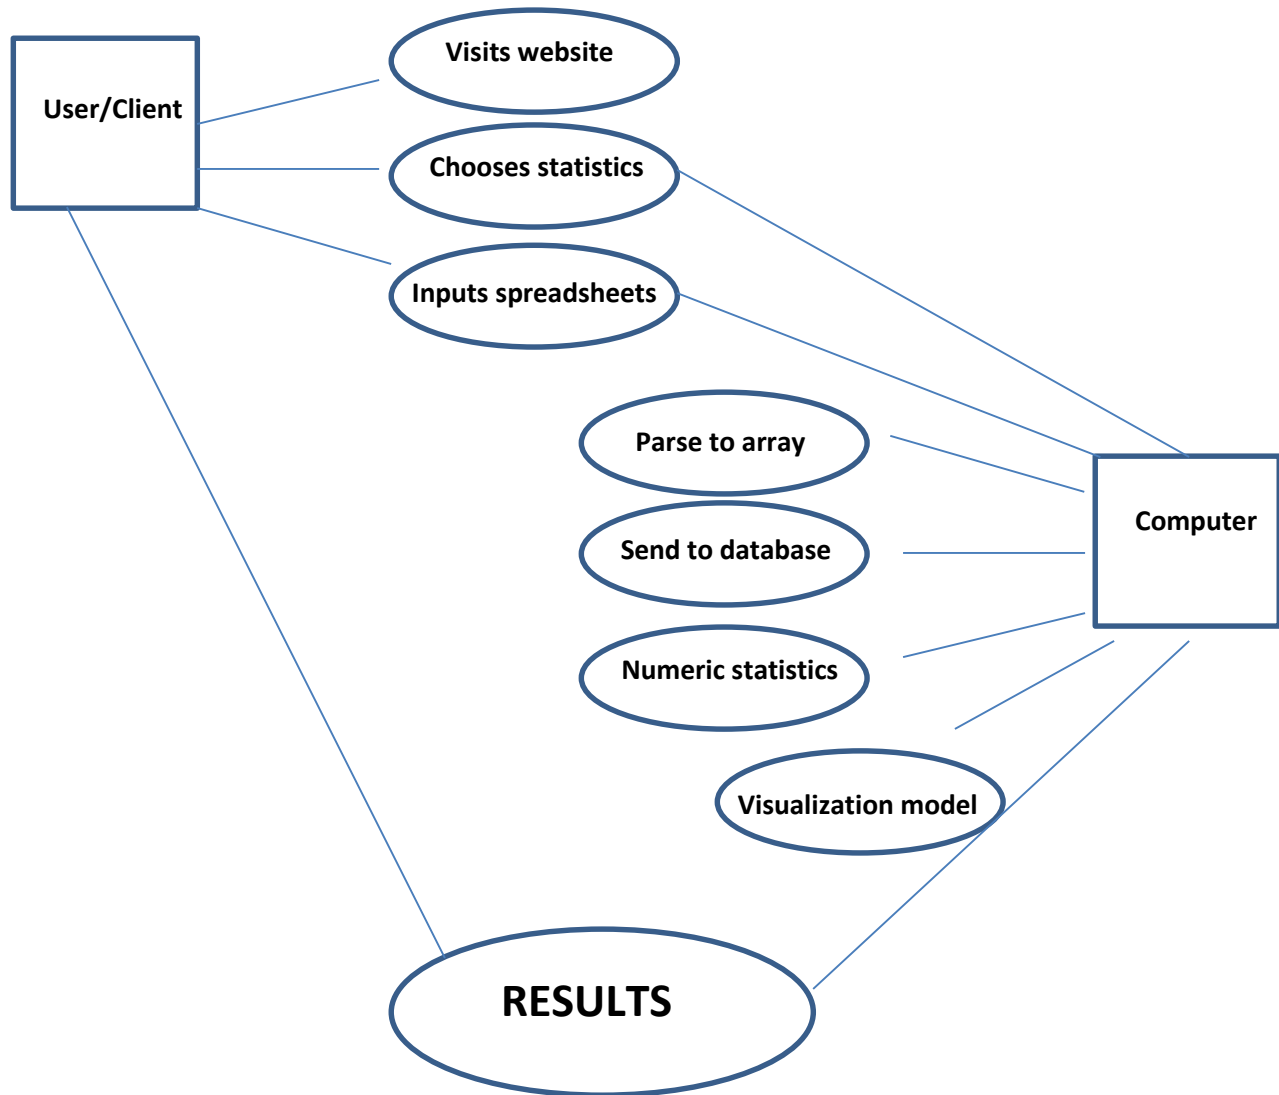 Visits website
User/Client
Chooses statistics
Inputs spreadsheets
Parse to array
Computer
Send to database
Numeric statistics
Visualization model
RESULTS